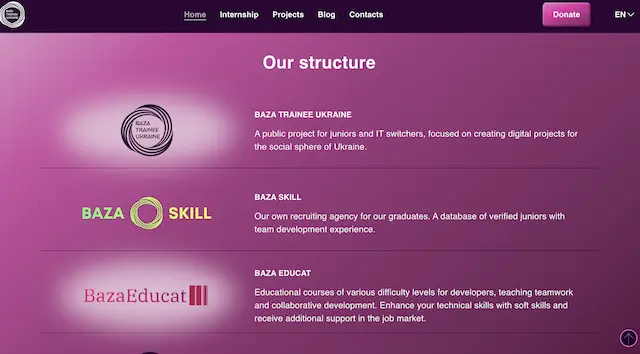 BAZA
TRAINEE
UKRAINE
Home Internship Projects Blog Contacts Donate EN
Our structure
BAZA
TRAINEE
UKRAINE
BAZA TRAINEE UKRAINE
A public project for juniors and IT switchers, focused on creating digital projects for
the social sphere of Ukraine.
BAZA SKILL
BAZA SKILL
Our own recruiting agency for our graduates. A database of verified juniors with
team development experience.
BazaEducat
BAZA EDUCAT
Educational courses of various difficulty levels for developers, teaching teamwork
and collaborative development. Enhance your technical skills with soft skills and
receive additional support in the job market.